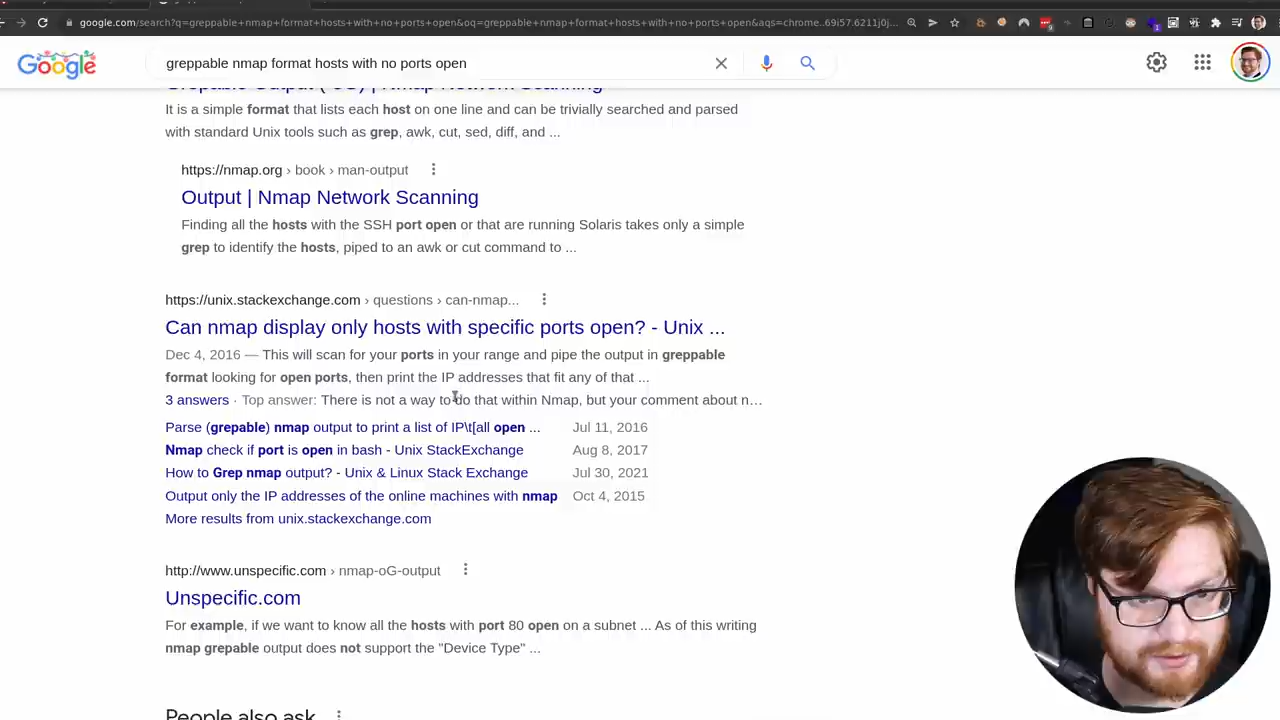 google.com/search?q=greppable+nmap+format+hosts+with+no+ports+open&oq=greppable+nmap+format+hosts+with+no+ports+open&aqs=chrome..69i57.6211j0j...
Google
greppable nmap format hosts with no ports open
It is a simple format that lists each host on one line and can be trivially searched and parsed
with standard Unix tools such as grep, awk, cut, sed, diff, and ...
https://nmap.org › book › man-output
Output | Nmap Network Scanning
Finding all the hosts with the SSH port open or that are running Solaris takes only a simple
grep to identify the hosts, piped to an awk or cut command to ...
https://unix.stackexchange.com › questions › can-nmap...
Can nmap display only hosts with specific ports open? - Unix ...
Dec 4, 2016 — This will scan for your ports in your range and pipe the output in greppable
format looking for open ports, then print the IP addresses that fit any of that ...
3 answers · Top answer: There is not a way to do that within Nmap, but your comment about n…
Parse (grepable) nmap output to print a list of IP\t[all open ... Jul 11, 2016
Nmap check if port is open in bash - Unix StackExchange Aug 8, 2017
How to Grep nmap output? - Unix & Linux Stack Exchange Jul 30, 2021
Output only the IP addresses of the online machines with nmap Oct 4, 2015
More results from unix.stackexchange.com
http://www.unspecific.com › nmap-oG-output
Unspecific.com
For example, if we want to know all the hosts with port 80 open on a subnet ... As of this writing
nmap grepable output does not support the "Device Type" ...
People also ask